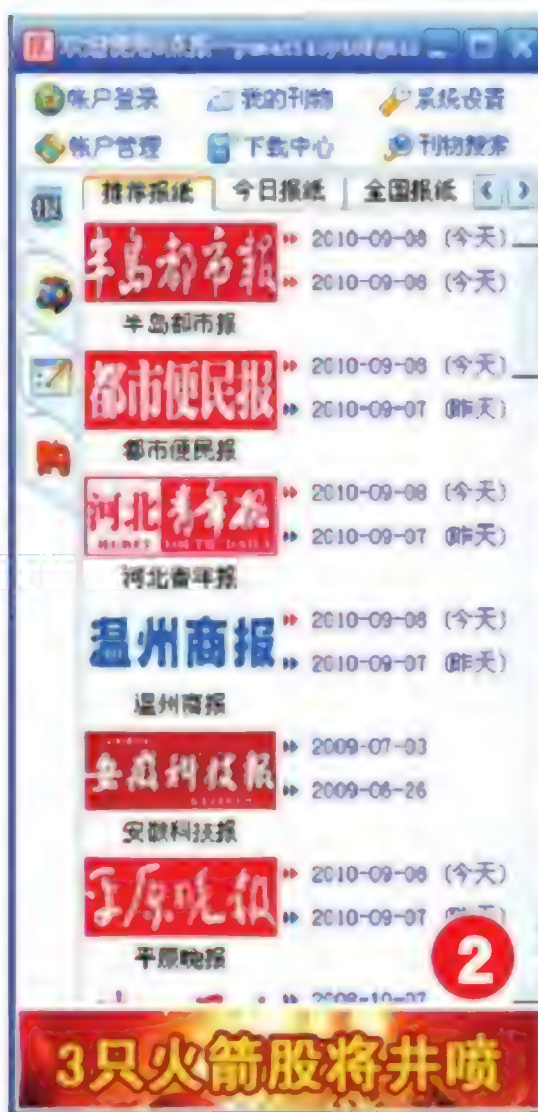 帐户登录 我的刊物 系统设置
帐户管理 下载中心 刊物搜索
推荐报纸 今日报纸 全国报纸
半岛都市報 2010-09-08 (今天)
2010-09-08 (今天)
半岛都市报
都市便民报 2010-09-08 (今天)
2010-09-07 (昨天)
都市便民报
河北青年报 2010-09-08 (今天)
2010-09-07 (昨天)
河北青年报
温州商报 2010-09-08 (今天)
2010-09-07 (昨天)
温州商报
安徽科技报 2009-07-03
2009-06-26
安徽科技报
平原晚报 2010-09-08 (今天)
2010-09-07
平原晚报
2
3只火箭股将井喷